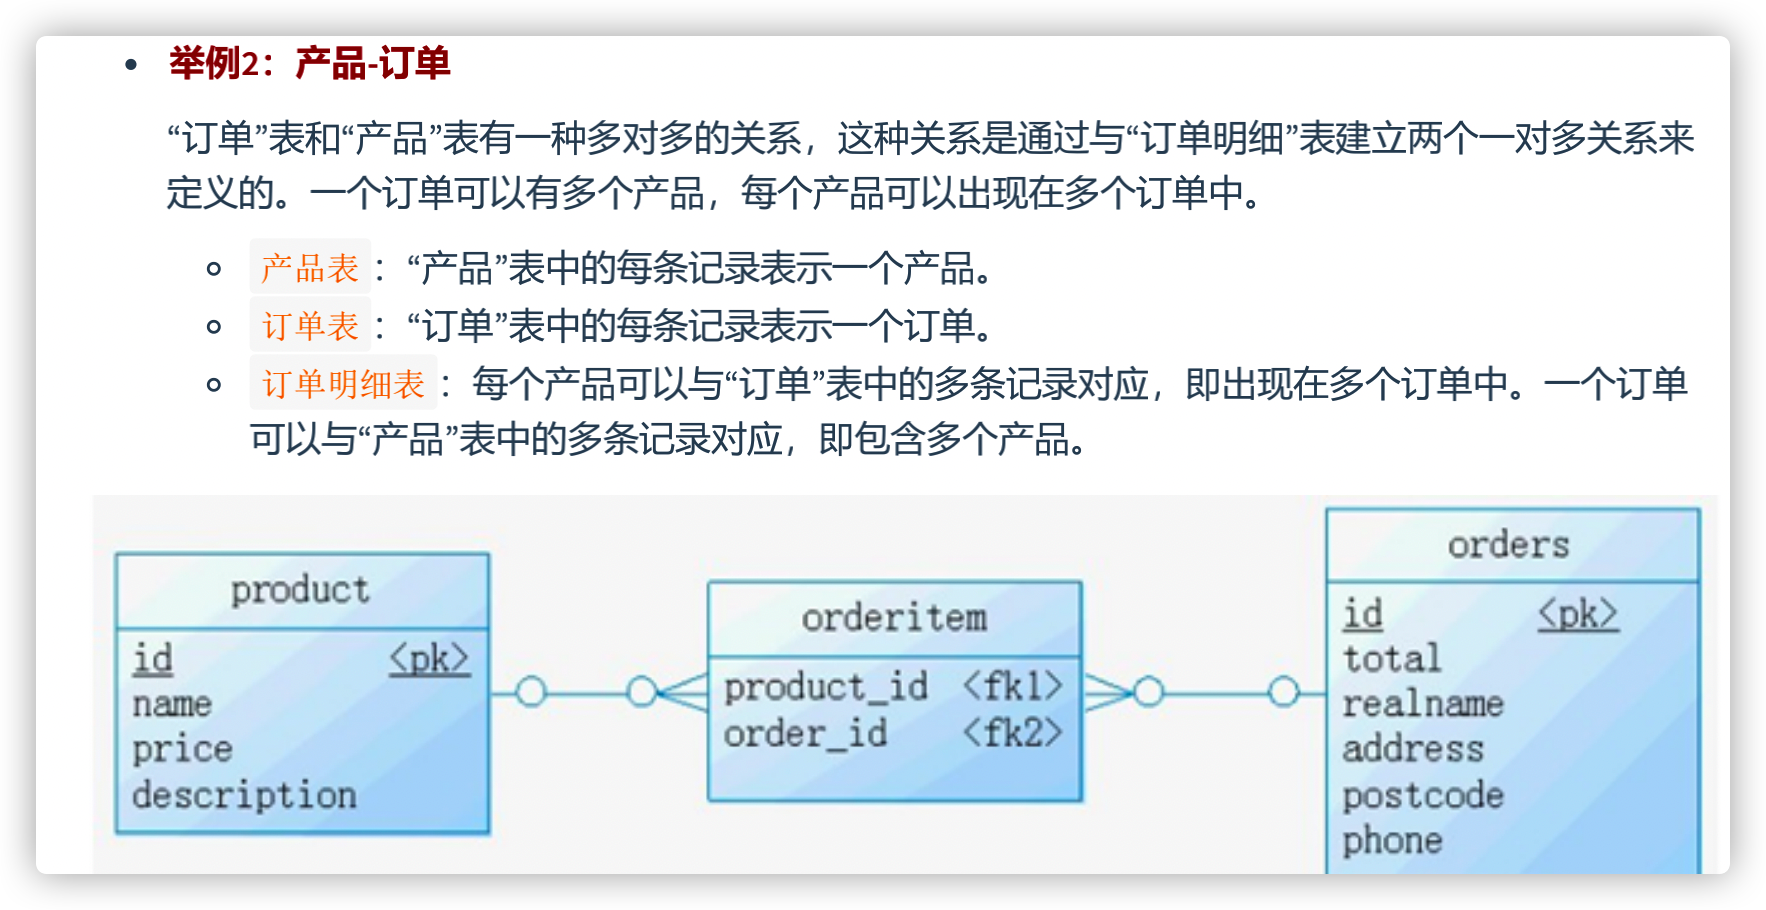 举例2：产品-订单
“订单”表和“产品”表有一种多对多的关系，这种关系是通过与“订单明细”表建立两个一对多关系来
定义的。一个订单可以有多个产品，每个产品可以出现在多个订单中。
产品表：“产品”表中的每条记录表示一个产品。
订单表：“订单”表中的每条记录表示一个订单。
订单明细表：每个产品可以与“订单”表中的多条记录对应，即出现在多个订单中。一个订单
可以与“产品”表中的多条记录对应，即包含多个产品。
product
id <pk>
name
price
description
orderitem
product_id <fk1>
order_id <fk2>
orders
id <pk>
total
realname
address
postcode
phone